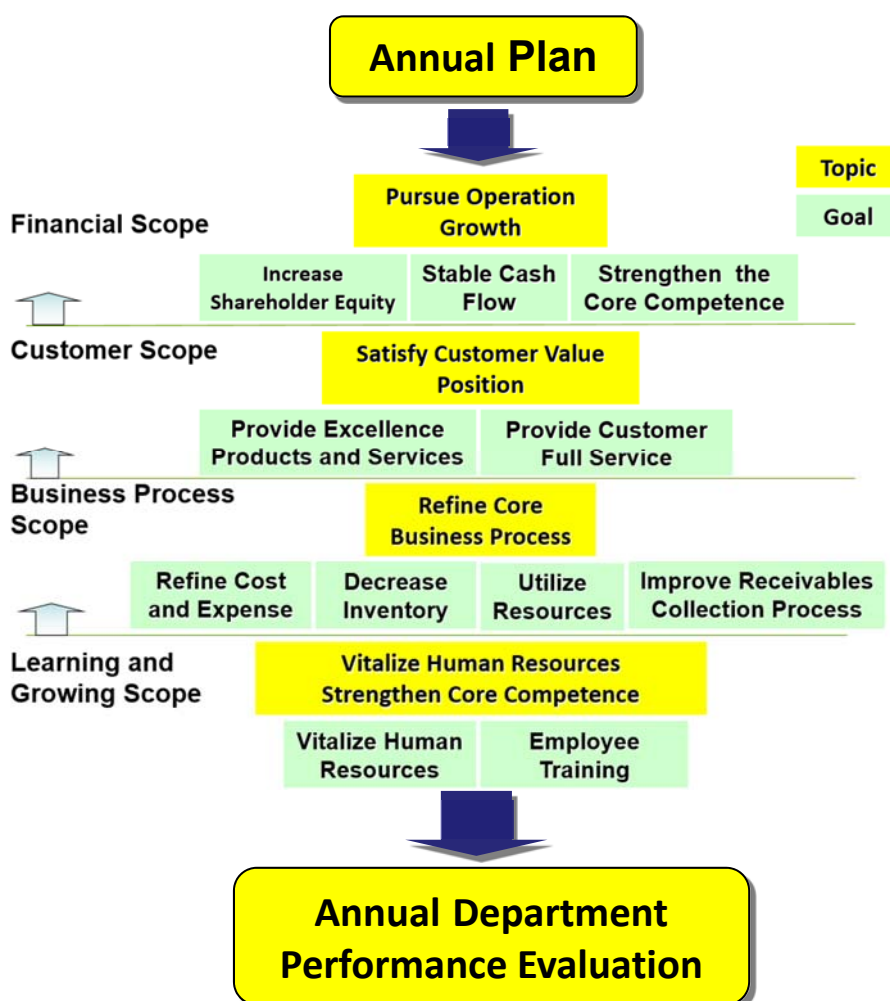 Annual Plan
Topic
Goal
Financial Scope
Pursue Operation
Growth
Increase
Shareholder Equity
Stable Cash
Flow
Strengthen the
Core Competence
Customer Scope
Satisfy Customer Value
Position
Provide Excellence
Products and Services
Provide Customer
Full Service
Business Process
Scope
Refine Core
Business Process
Refine Cost
and Expense
Decrease
Inventory
Utilize
Resources
Improve Receivables
Collection Process
Learning and
Growing Scope
Vitalize Human Resources
Strengthen Core Competence
Vitalize Human
Resources
Employee
Training
Annual Department
Performance Evaluation